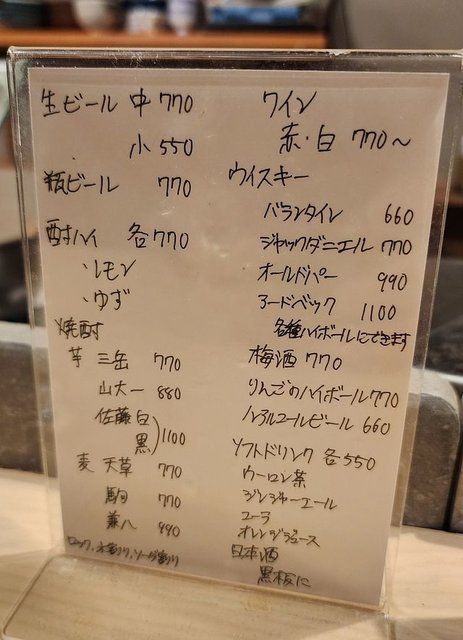 生ビール 中 770
小 550
瓶ビール 770
酎ハイ 各770
・レモン
・ゆず
焼酎
芋 三岳 770
山大一 880
佐藤 白
黒 1100
麦 天草 770
駒 770
兼八 990
ロック、水割り、ソーダ割り
ワイン
赤・白 770〜
ウイスキー
バランタイン 660
ジャックダニエル 770
オールドパー 990
アードベック 1100
各種ハイボールにできます
梅酒 770
りんごのハイボール 770
ノンアルコールビール 660
ソフトドリンク 各550
ウーロン茶
ジンジャーエール
コーラ
オレンジジュース
日本酒
黒板に